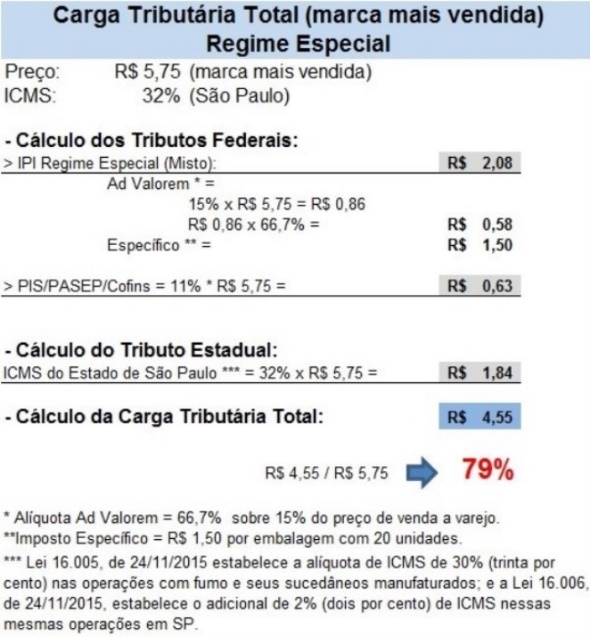 Carga Tributária Total (marca mais vendida)
Regime Especial
Preço: R$ 5,75 (marca mais vendida)
ICMS: 32% (São Paulo)
- Cálculo dos Tributos Federais:
> IPI Regime Especial (Misto): R$ 2,08
Ad Valorem * =
15% x R$ 5,75 = R$ 0,86
R$ 0,86 x 66,7% = R$ 0,58
Específico ** = R$ 1,50
> PIS/PASEP/Cofins = 11% * R$ 5,75 = R$ 0,63
- Cálculo do Tributo Estadual:
ICMS do Estado de São Paulo *** = 32% x R$ 5,75 = R$ 1,84
- Cálculo da Carga Tributária Total: R$ 4,55
R$ 4,55 / R$ 5,75 79%
* Alíquota Ad Valorem = 66,7% sobre 15% do preço de venda a varejo.
**Imposto Específico = R$ 1,50 por embalagem com 20 unidades.
*** Lei 16.005, de 24/11/2015 estabelece a alíquota de ICMS de 30% (trinta por
cento) nas operações com fumo e seus sucedâneos manufaturados; e a Lei 16.006,
de 24/11/2015, estabelece o adicional de 2% (dois por cento) de ICMS nessas
mesmas operações em SP.